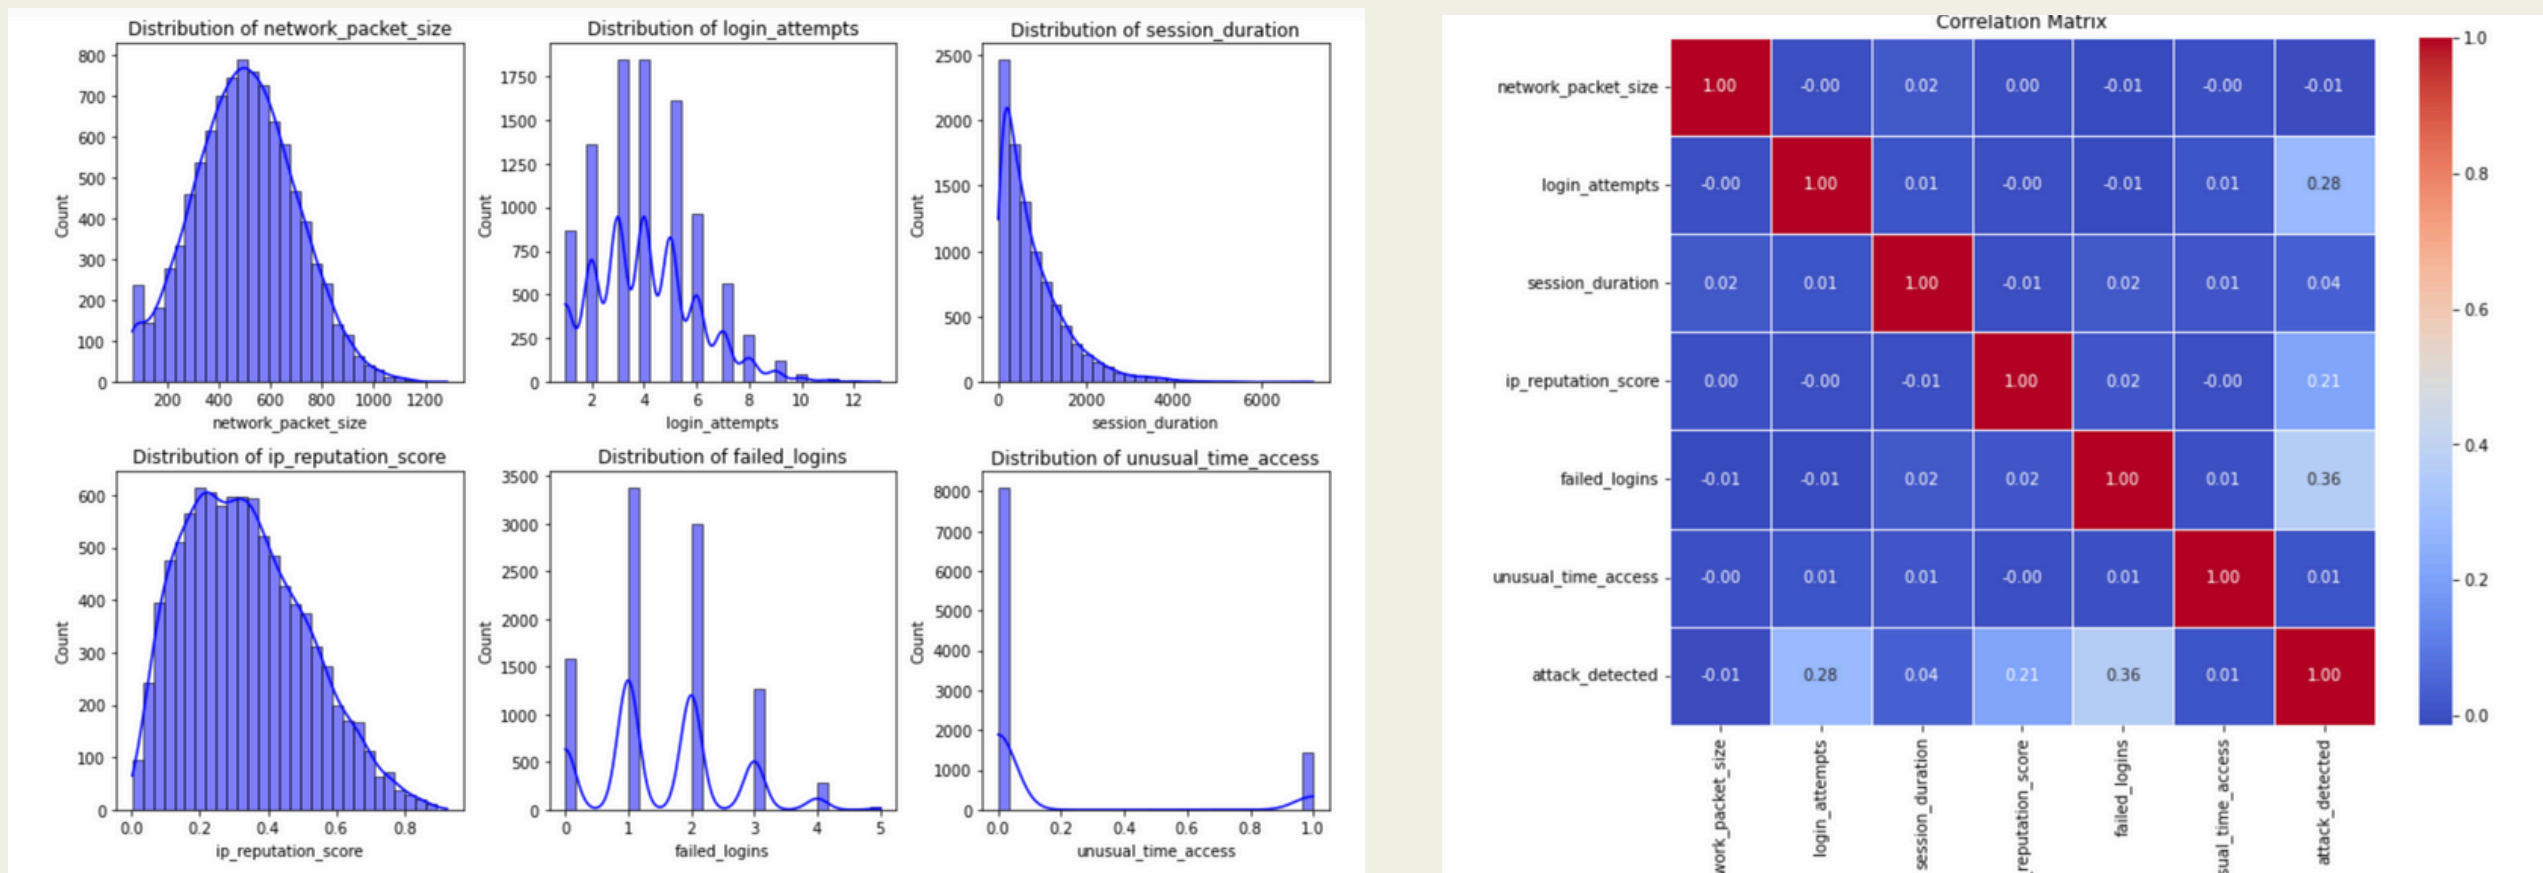 Distribution of network_packet_size
800
700
600
500
400
300
200
100
0
Count
200 400 600 800 1000 1200
network_packet_size
Distribution of login_attempts
1750
1500
1250
1000
750
500
250
0
Count
2 4 6 8 10 12
login_attempts
Distribution of session_duration
2500
2000
1500
1000
500
0
Count
0 2000 4000 6000
session_duration
Distribution of ip_reputation_score
600
500
400
300
200
100
0
Count
0.0 0.2 0.4 0.6 0.8
ip_reputation_score
Distribution of failed_logins
3500
3000
2500
2000
1500
1000
500
0
Count
0 1 2 3 4 5
failed_logins
Distribution of unusual_time_access
8000
7000
6000
5000
4000
3000
2000
1000
0
Count
0.0 0.2 0.4 0.6 0.8 1.0
unusual_time_access
Correlation Matrix
network_packet_size 1.00 -0.00 0.02 0.00 -0.01 -0.00 -0.01
login_attempts -0.00 1.00 0.01 -0.00 -0.01 0.01 0.28
session_duration 0.02 0.01 1.00 -0.01 0.02 0.01 0.04
ip_reputation_score 0.00 -0.00 -0.01 1.00 0.02 -0.00 0.21
failed_logins -0.01 -0.01 0.02 0.02 1.00 0.01 0.36
unusual_time_access -0.00 0.01 0.01 -0.00 0.01 1.00 0.01
attack_detected -0.01 0.28 0.04 0.21 0.36 0.01 1.00
work_packet_size
login_attempts
session_duration
reputation_score
failed_logins
sual_time_access
attack_detected
1.0
0.8
0.6
0.4
0.2
0.0